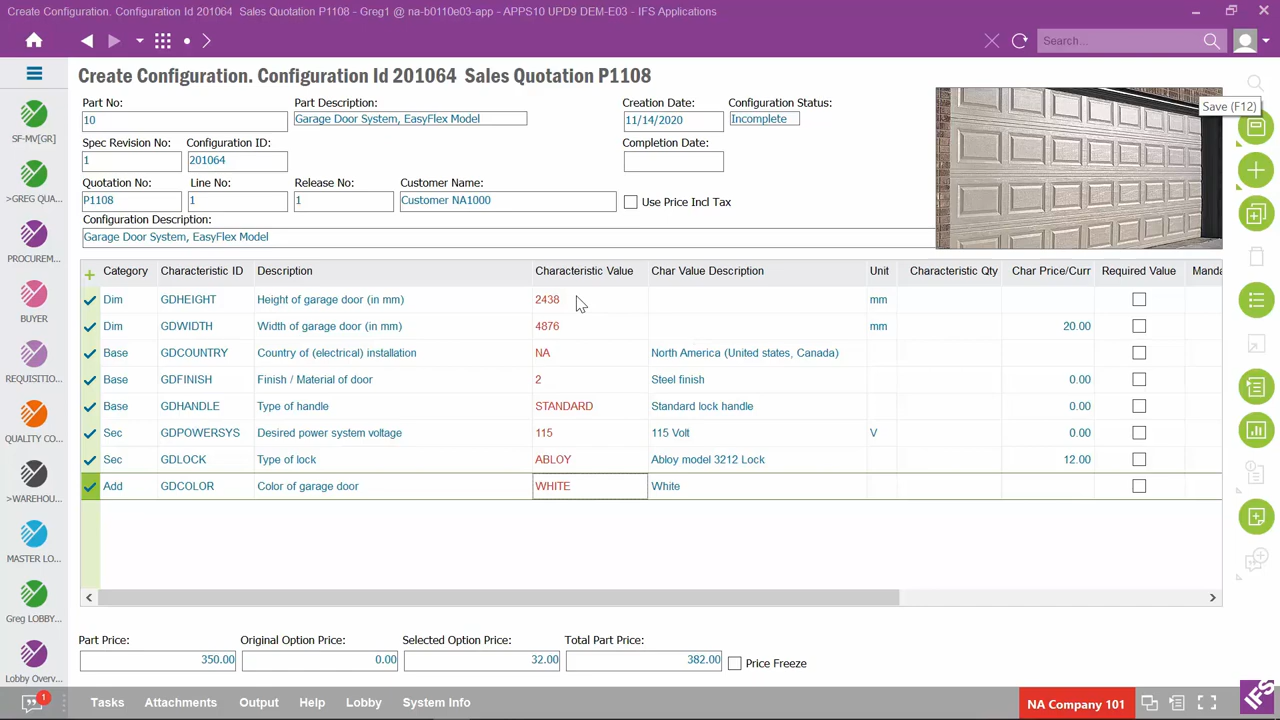 Create Configuration. Configuration Id 201064 Sales Quotation P1108 - Greg1 @ na-b0110e03-app - APPS10 UPD9 DEM-E03 - IFS Applications
Search...
Create Configuration. Configuration Id 201064 Sales Quotation P1108
Save (F12)
Part No: Part Description: Creation Date: Configuration Status:
10 Garage Door System, EasyFlex Model 11/14/2020 Incomplete
Spec Revision No: Configuration ID: Completion Date:
1 201064
Quotation No: Line No: Release No: Customer Name:
P1108 1 1 Customer NA1000 Use Price Incl Tax
Configuration Description:
Garage Door System, EasyFlex Model
Category Characteristic ID Description Characteristic Value Char Value Description Unit Characteristic Qty Char Price/Curr Required Value Manda
Dim GDHEIGHT Height of garage door (in mm) 2438 mm
Dim GDWIDTH Width of garage door (in mm) 4876 mm 20.00
Base GDCOUNTRY Country of (electrical) installation NA North America (United states, Canada)
Base GDFINISH Finish / Material of door 2 Steel finish 0.00
Base GDHANDLE Type of handle STANDARD Standard lock handle 0.00
Sec GDPOWERSYS Desired power system voltage 115 115 Volt V 0.00
Sec GDLOCK Type of lock ABLOY Abloy model 3212 Lock 12.00
Add GDCOLOR Color of garage door WHITE White
Part Price: Original Option Price: Selected Option Price: Total Part Price:
350.00 0.00 32.00 382.00 Price Freeze
SF-MV[GR]
>GREG QUA...
PROCUREM...
BUYER
REQUISITIO...
QUALITY CO...
>WAREHOU...
MASTER LO...
Greg LOBBY...
Lobby Overv...
1
Tasks Attachments Output Help Lobby System Info NA Company 101
IFS